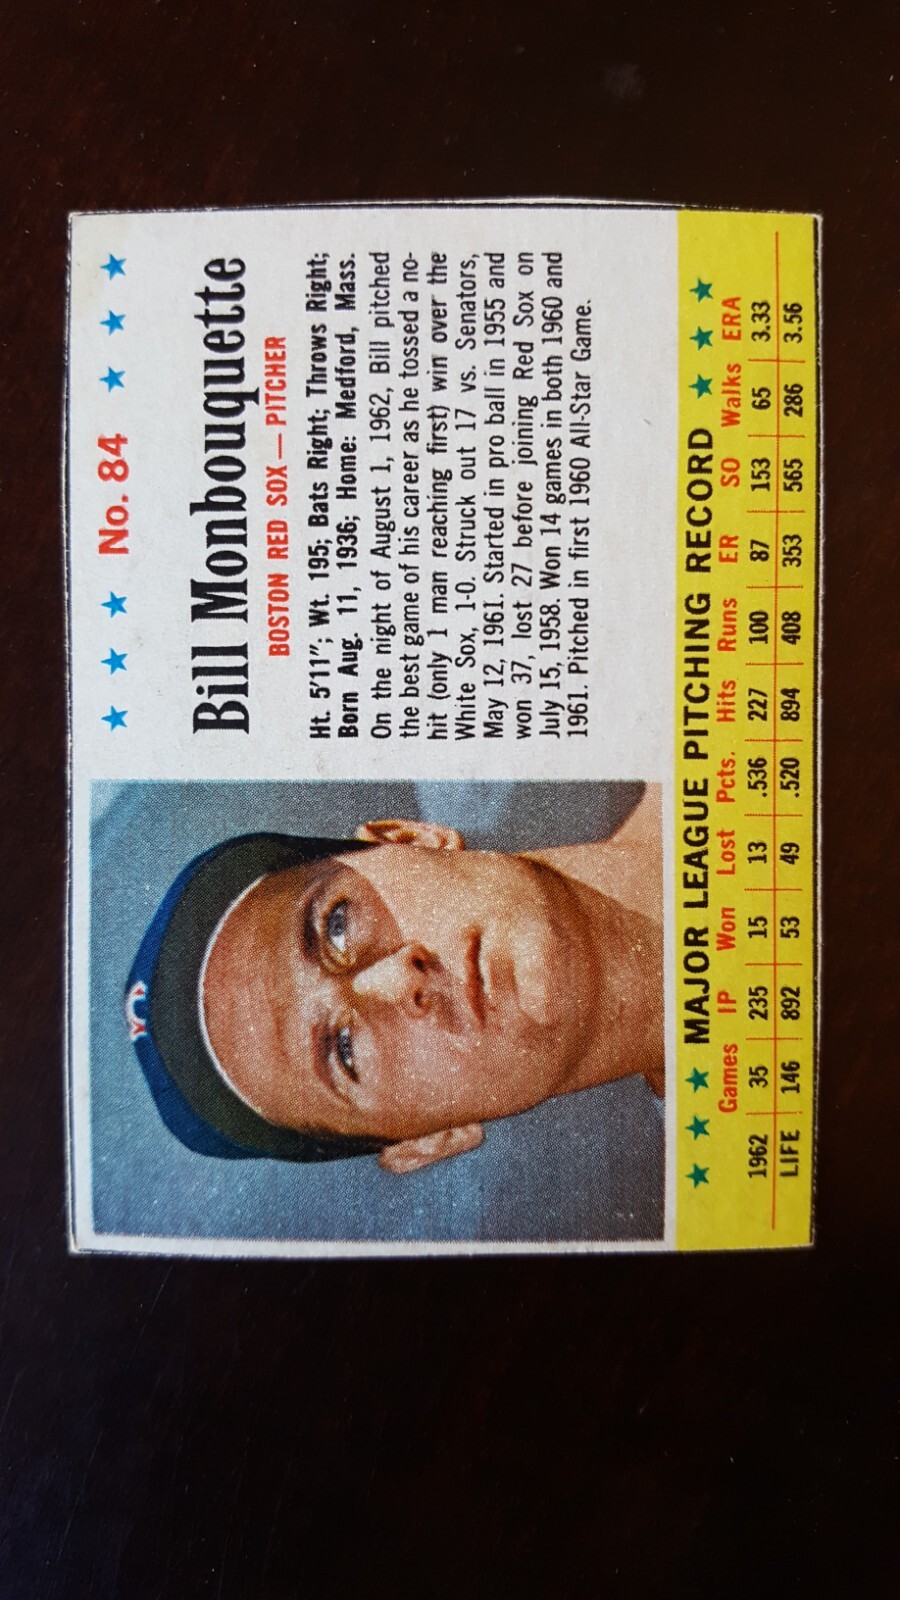 ★ ★ ★ No. 84 ★ ★ ★
Bill Monbouquette
BOSTON RED SOX — PITCHER
Ht. 5'11"; Wt. 195; Bats Right; Throws Right;
Born Aug. 11, 1936; Home: Medford, Mass.
On the night of August 1, 1962, Bill pitched
the best game of his career as he tossed a no-
hit (only 1 man reaching first) win over the
White Sox, 1-0. Struck out 17 vs. Senators,
May 12, 1961. Started in pro ball in 1955 and
won 37, lost 27 before joining Red Sox on
July 15, 1958. Won 14 games in both 1960 and
1961. Pitched in first 1960 All-Star Game.
★ ★ ★ MAJOR LEAGUE PITCHING RECORD ★ ★ ★
Games IP Won Lost Pcts. Hits Runs ER SO Walks ERA
1962 35 235 15 13 .536 227 100 87 153 65 3.33
LIFE 146 892 53 49 .520 894 408 353 565 286 3.56